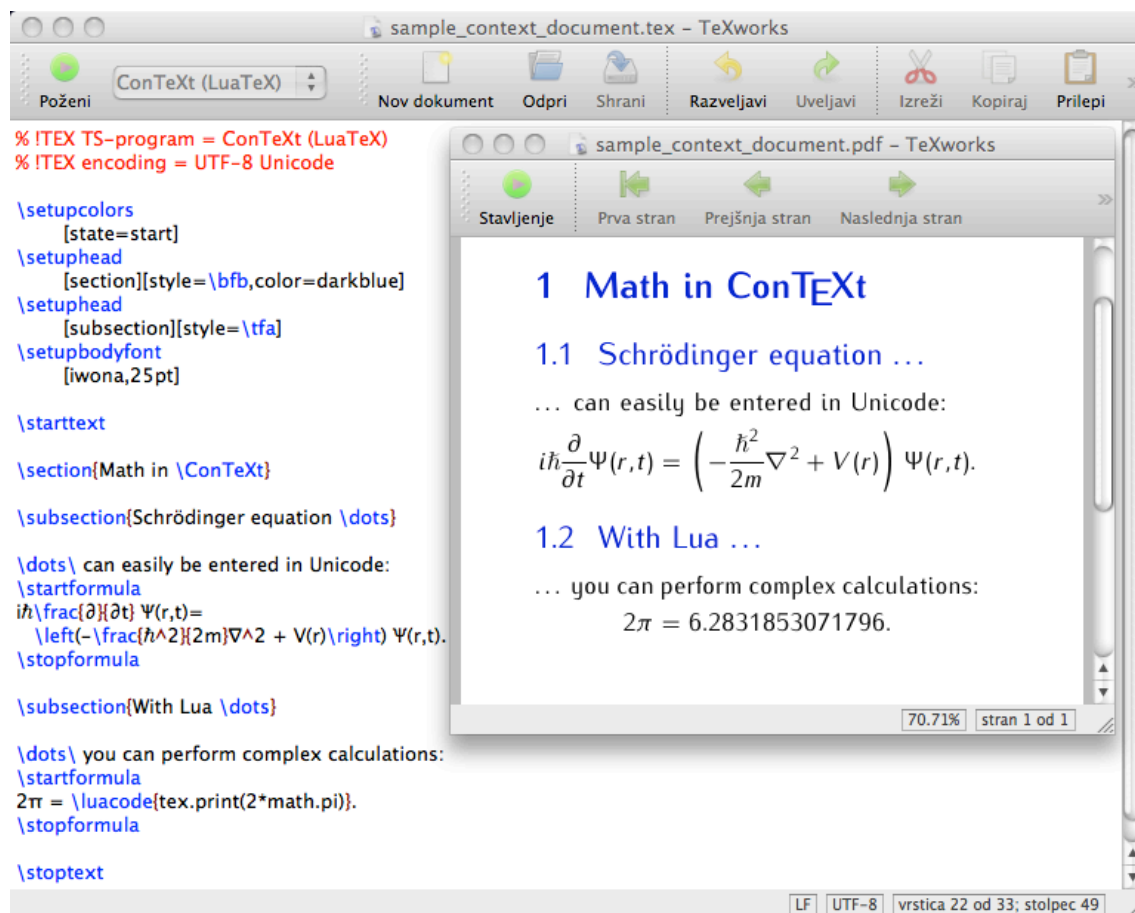 sample_context_document.tex – TeXworks
Poženi
ConTeXt (LuaTeX)
Nov dokument Odpri Shrani Razveljavi Uveljavi Izreži Kopiraj Prilepi
% !TEX TS-program = ConTeXt (LuaTeX)
% !TEX encoding = UTF-8 Unicode
\setupcolors
[state=start]
\setuphead
[section][style=\bfb,color=darkblue]
\setuphead
[subsection][style=\tfa]
\setupbodyfont
[iwona,25pt]
\starttext
\section{Math in \ConTeXt}
\subsection{Schrödinger equation \dots}
\dots\ can easily be entered in Unicode:
\startformula
iℏ\frac{∂}{∂t} Ψ(r,t)=
\left(-\frac{ℏ^2}{2m}∇^2 + V(r)\right) Ψ(r,t).
\stopformula
\subsection{With Lua \dots}
\dots\ you can perform complex calculations:
\startformula
2π = \luacode{tex.print(2*math.pi)}.
\stopformula
\stoptext
sample_context_document.pdf – TeXworks
Stavljenje Prva stran Prejšnja stran Naslednja stran
1 Math in ConTEXt
1.1 Schrödinger equation ...
... can easily be entered in Unicode:
iℏ ∂/∂t Ψ(r,t) = (−ℏ²/2m ∇² + V(r)) Ψ(r,t).
1.2 With Lua ...
... you can perform complex calculations:
2π = 6.2831853071796.
70.71% stran 1 od 1
LF UTF-8 vrstica 22 od 33; stolpec 49